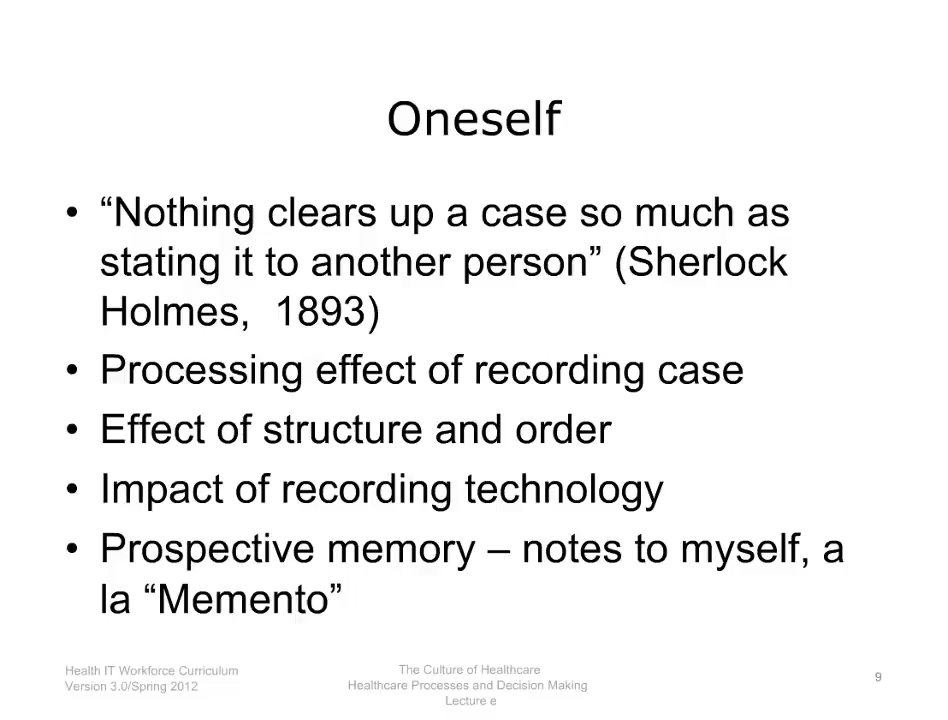 Oneself
• “Nothing clears up a case so much as
stating it to another person” (Sherlock
Holmes,  1893)
• Processing effect of recording case
• Effect of structure and order
• Impact of recording technology
• Prospective memory – notes to myself, a
la “Memento”
Health IT Workforce Curriculum
Version 3.0/Spring 2012
The Culture of Healthcare
Healthcare Processes and Decision Making
Lecture e
9